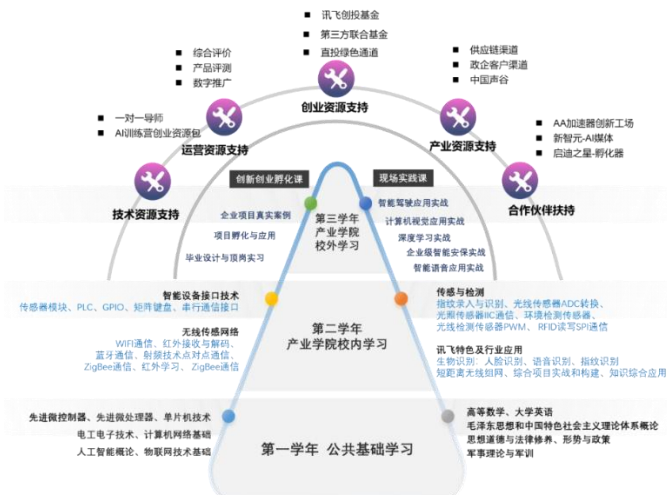 讯飞创投基金
第三方联合基金
直投绿色通道
创业资源支持
综合评价
产品评测
数字推广
运营资源支持
供应链渠道
政企客户渠道
中国声谷
产业资源支持
一对一导师
AI训练营创业资源包
技术资源支持
AA加速器创新工场
新智元-AI媒体
启迪之星-孵化器
合作伙伴扶持
创新创业孵化课
现场实践课
企业项目真实案例
项目孵化与应用
毕业设计与顶岗实习
第三学年
产业学院
校外学习
智能驾驶应用实战
计算机视觉应用实战
深度学习实战
企业级智能安保实战
智能语音应用实战
智能设备接口技术
传感器模块、PLC、GPIO、矩阵键盘、串行通信接口
无线传感网络
WIFI通信、红外接收与解码、
蓝牙通信、射频技术点对点通信、
ZigBee通信、红外学习、 ZigBee通信
第二学年
产业学院校内学习
传感与检测
指纹录入与识别、光线传感器ADC转换、
光照传感器IIC通信、环境检测传感器、
光线检测传感器PWM、 RFID读写SPI通信
讯飞特色及行业应用
生物识别：人脸识别、语音识别、指纹识别
短距离无线组网、综合项目实战和构建、知识综合应用
先进微控制器、先进微处理器、单片机技术
电工电子技术、计算机网络基础
人工智能概论、物联网技术基础
第一学年 公共基础学习
高等数学、大学英语
毛泽东思想和中国特色社会主义理论体系概论
思想道德与法律修养、形势与政策
军事理论与军训